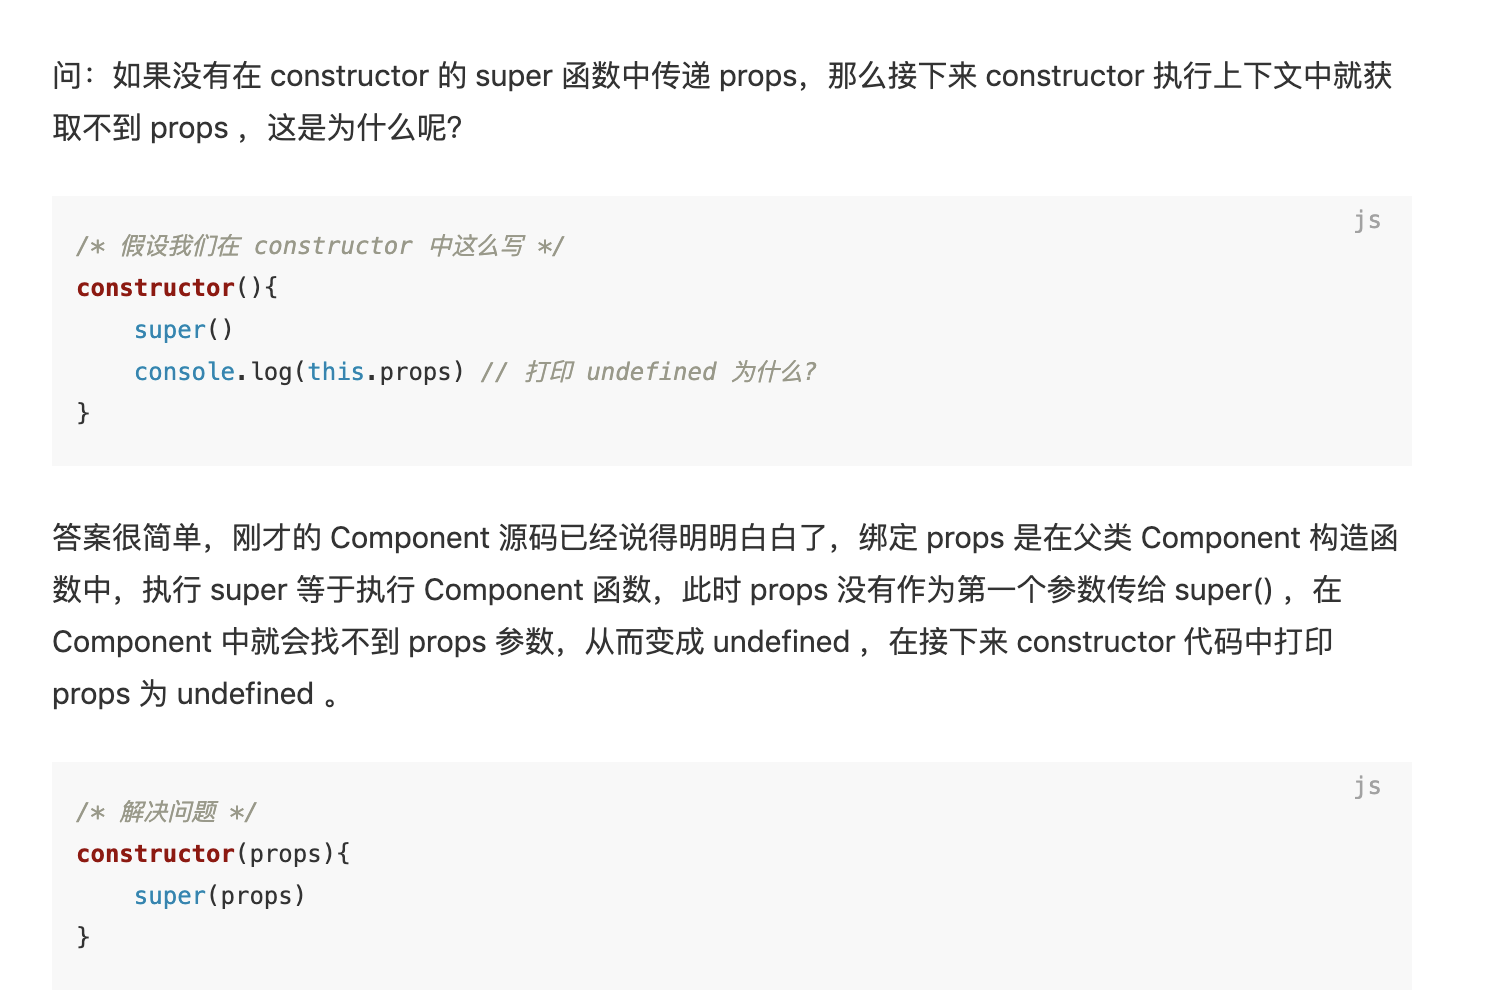 问：如果没有在 constructor 的 super 函数中传递 props，那么接下来 constructor 执行上下文中就获
取不到 props ，这是为什么呢?
js
/* 假设我们在 constructor 中这么写 */
constructor(){
    super()
    console.log(this.props) // 打印 undefined 为什么?
}
答案很简单，刚才的 Component 源码已经说得明明白白了，绑定 props 是在父类 Component 构造函
数中，执行 super 等于执行 Component 函数，此时 props 没有作为第一个参数传给 super() ，在
Component 中就会找不到 props 参数，从而变成 undefined ，在接下来 constructor 代码中打印
props 为 undefined 。
js
/* 解决问题 */
constructor(props){
    super(props)
}